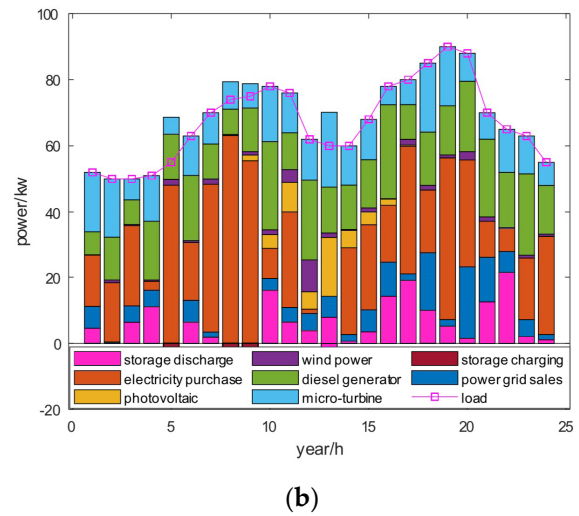 100
80
60
40
20
0
-20
power/kw
storage discharge wind power storage charging
electricity purchase diesel generator power grid sales
photovoltaic micro-turbine load
0 5 10 15 20 25
year/h
(b)